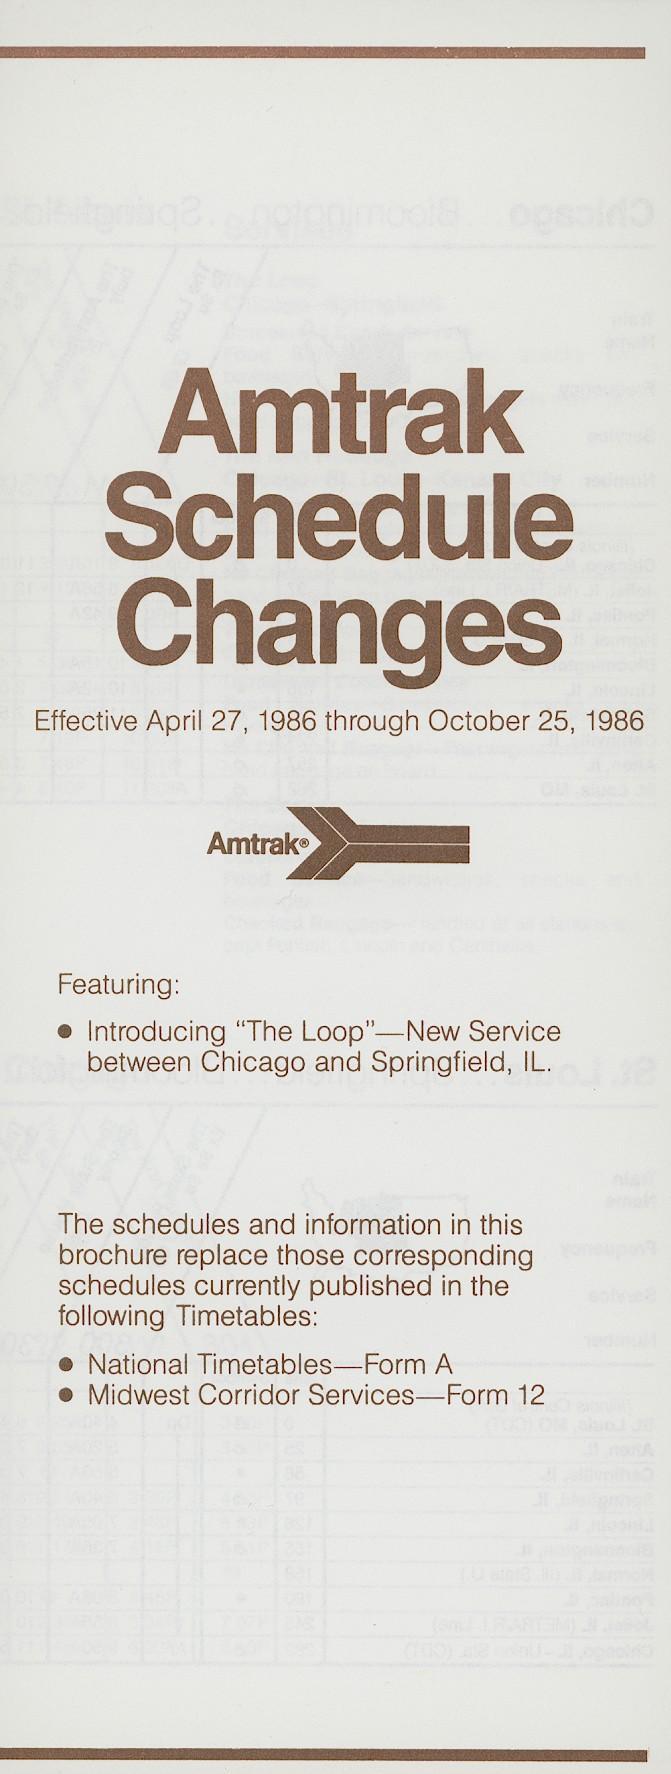 Amtrak
Schedule
Changes
Effective April 27, 1986 through October 25, 1986
Amtrak®
Featuring:
● Introducing “The Loop”—New Service
between Chicago and Springfield, IL.
The schedules and information in this
brochure replace those corresponding
schedules currently published in the
following Timetables:
● National Timetables—Form A
● Midwest Corridor Services—Form 12